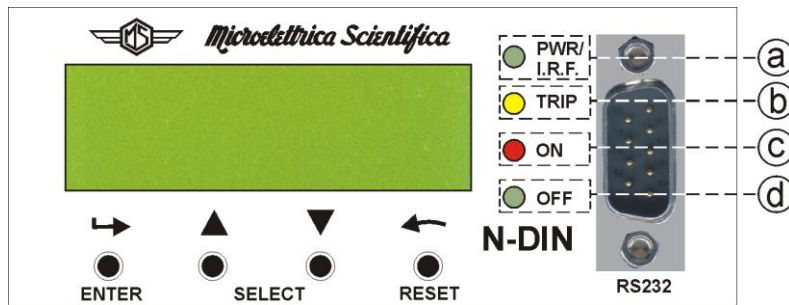 MS Microelettrica Scientifica
PWR/
I.R.F.
TRIP
ON
OFF
a
b
c
d
N-DIN
ENTER
SELECT
RESET
RS232